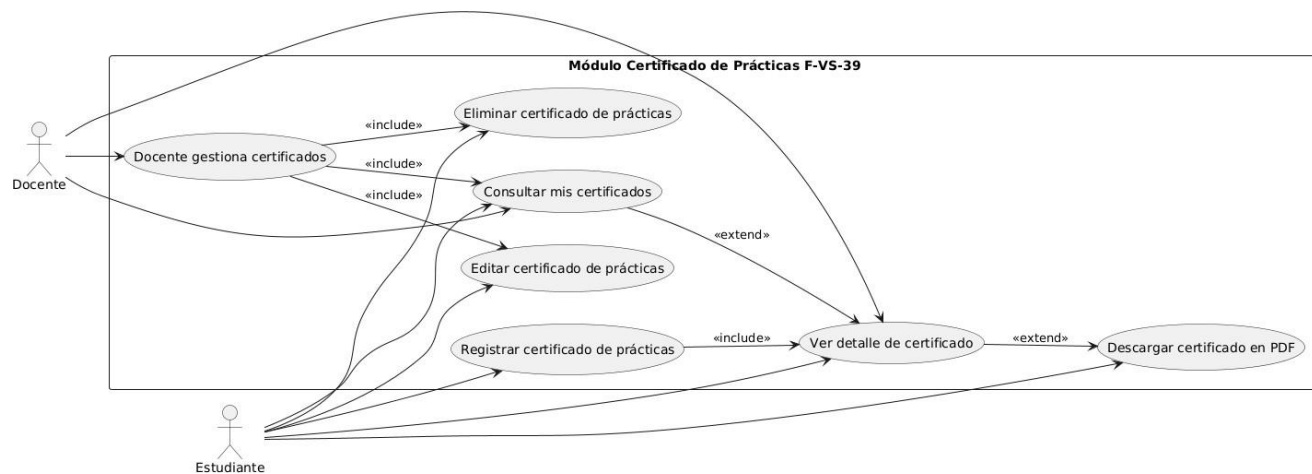 Módulo Certificado de Prácticas F-VS-39
Eliminar certificado de prácticas
«include»
Docente gestiona certificados
«include»
Docente
Consultar mis certificados
«include»
«extend»
Editar certificado de prácticas
Registrar certificado de prácticas
«include»
Ver detalle de certificado
«extend»
Descargar certificado en PDF
Estudiante